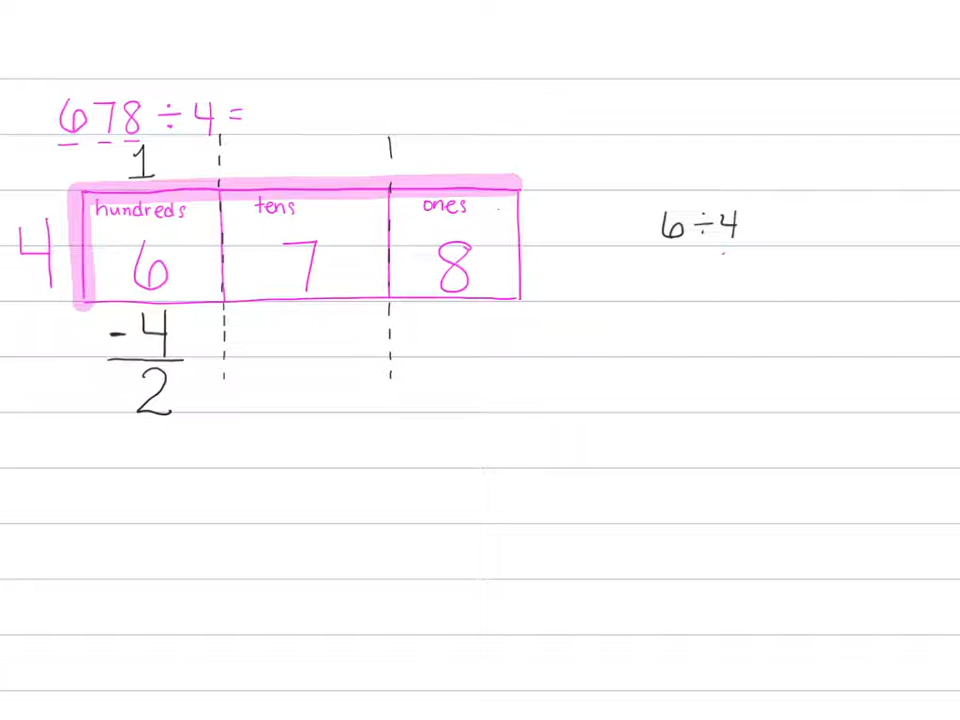 678 ÷ 4 =
1
hundreds tens ones
4 6 7 8
6 ÷ 4
- 4
2